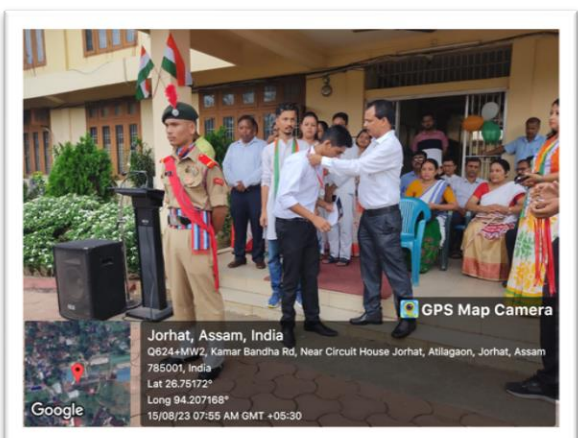 GPS Map Camera
Jorhat, Assam, India
Q624+MW2, Kamar Bandha Rd, Near Circuit House Jorhat, Atilagaon, Jorhat, Assam
785001, India
Lat 26.75172°
Long 94.207168°
15/08/23 07:55 AM GMT +05:30
Google